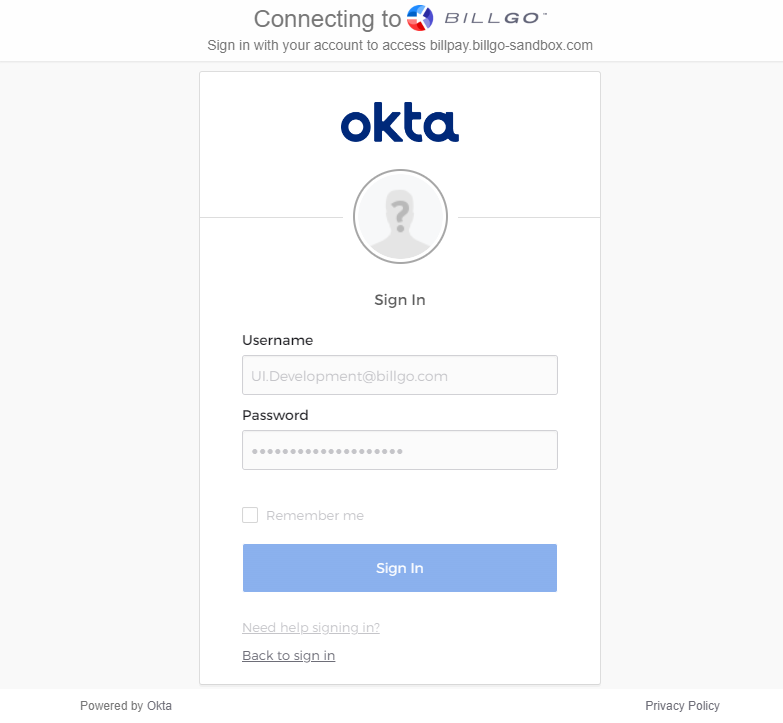 Connecting to BILLGO™
Sign in with your account to access billpay.billgo-sandbox.com
okta
?
Sign In
Username
UI.Development@billgo.com
Password
••••••••••••••••••••
Remember me
Sign In
Need help signing in?
Back to sign in
Powered by Okta
Privacy Policy